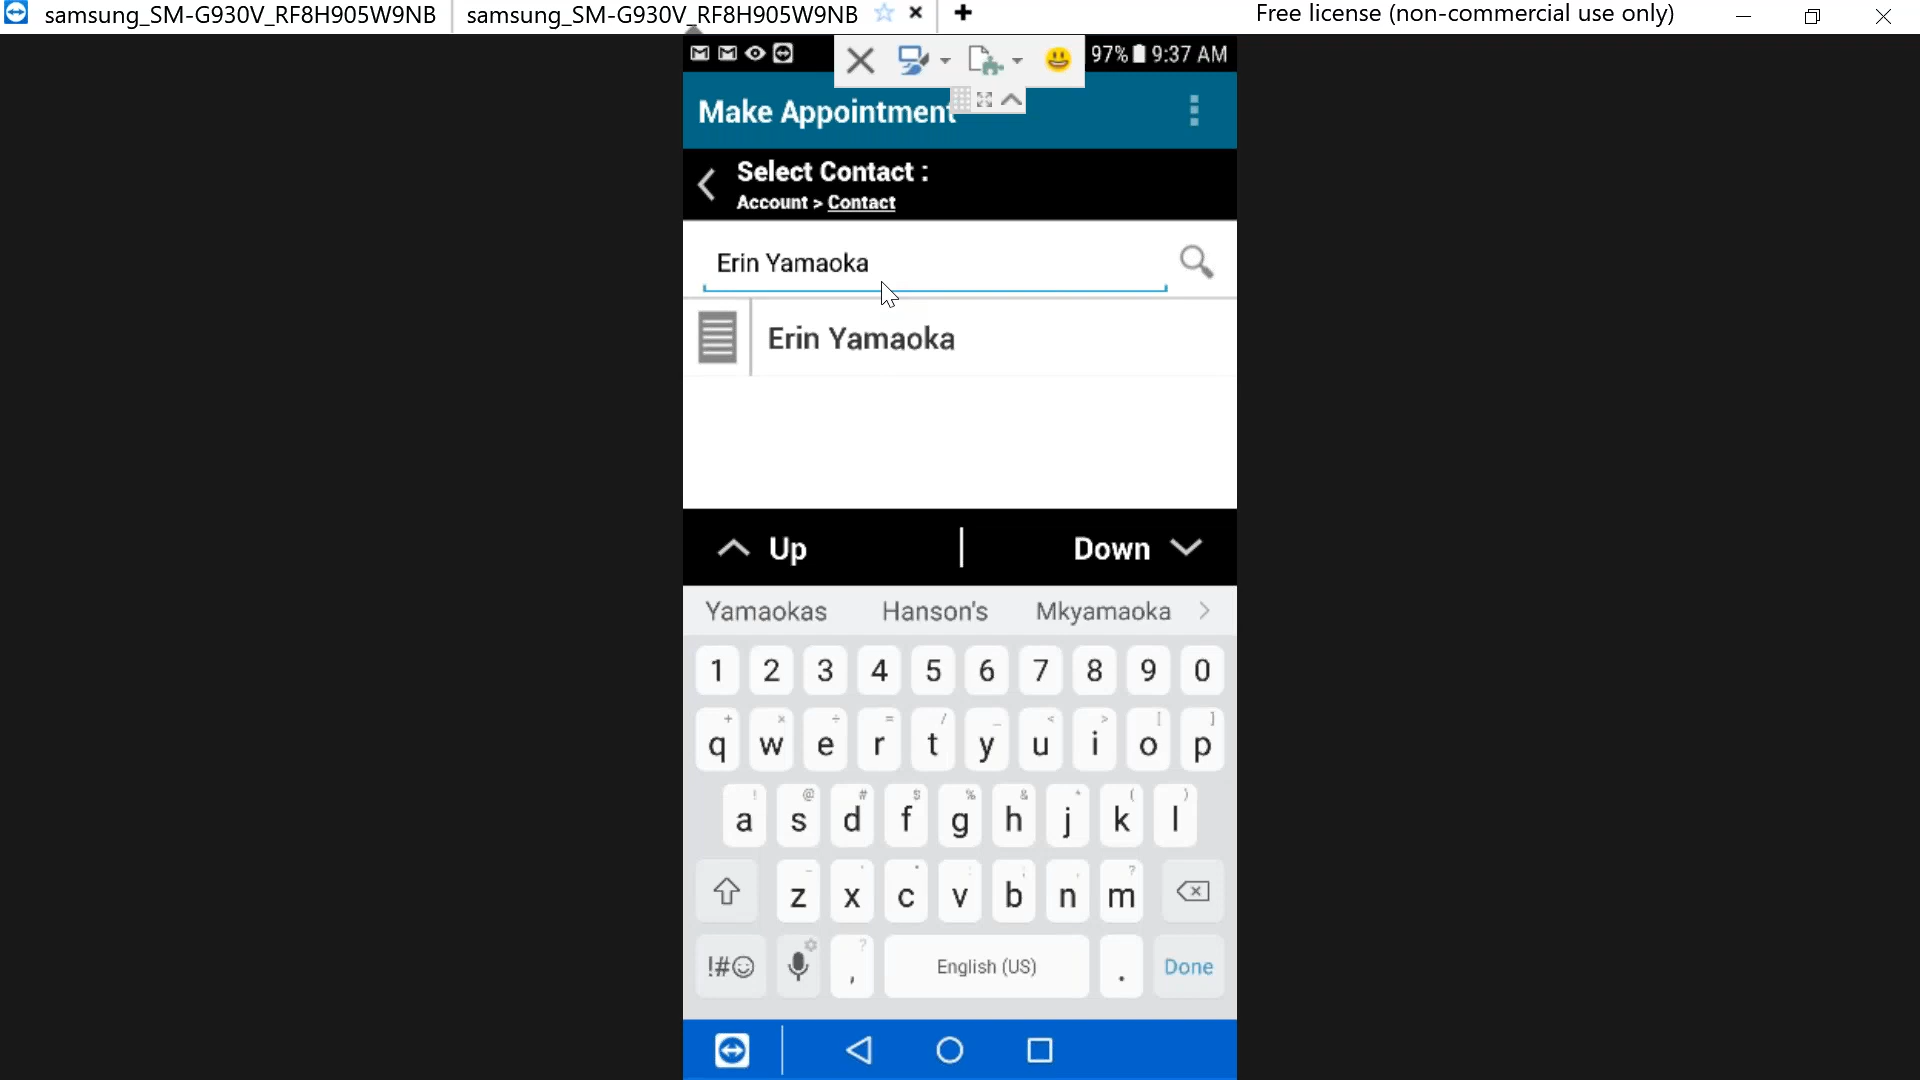 samsung_SM-G930V_RF8H905W9NB samsung_SM-G930V_RF8H905W9NB Free license (non-commercial use only)
97% 9:37 AM
Make Appointment
Select Contact :
Account > Contact
Erin Yamaoka
Erin Yamaoka
Up | Down
Yamaokas Hanson's Mkyamaoka
1 2 3 4 5 6 7 8 9 0
+ × ÷ = / _ < > [ ]
q w e r t y u i o p
! @ # $ % & * ( )
a s d f g h j k l
z x c v b n m
!#☺ , English (US) . Done